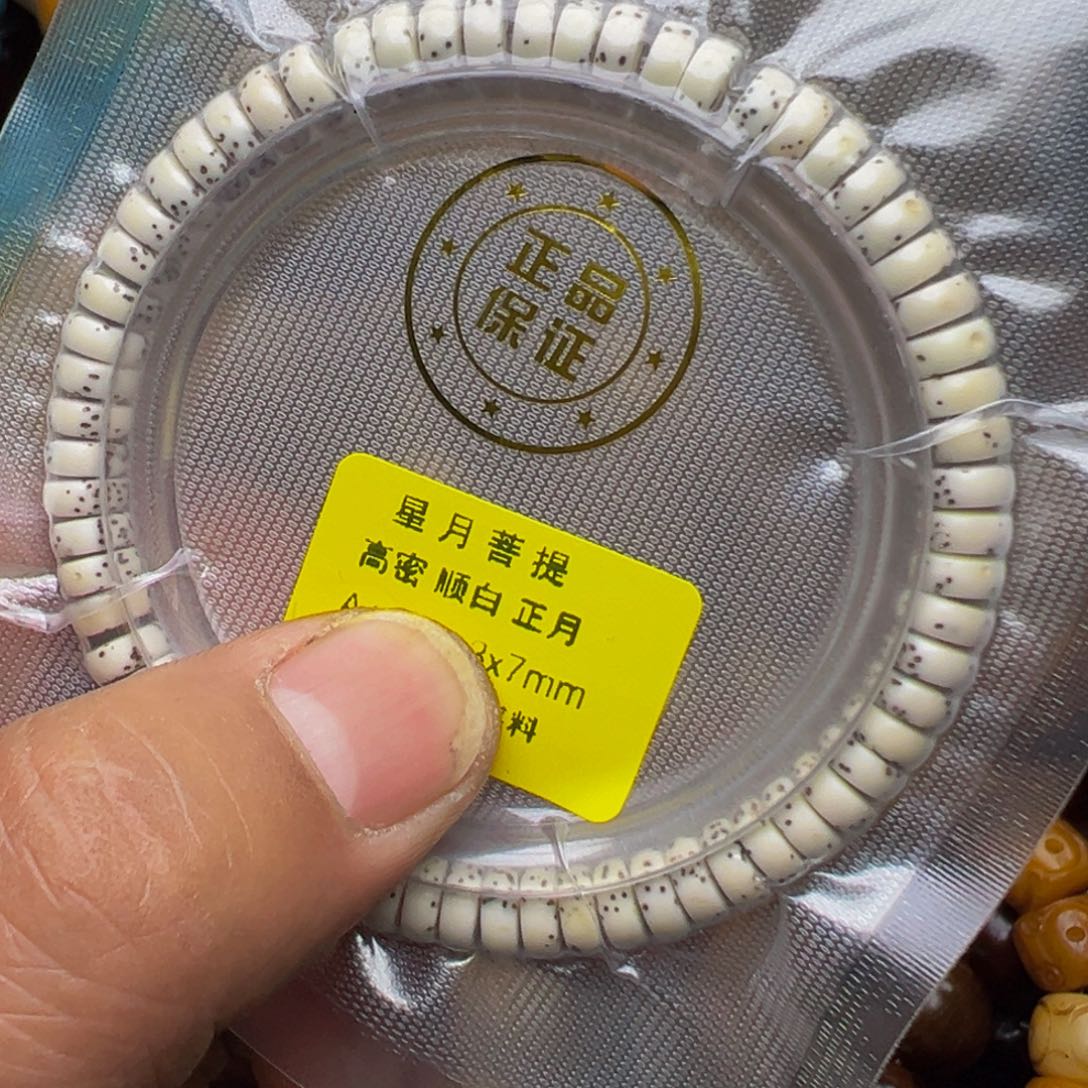 正品
保证
星月菩提
高密 顺白 正月
x7mm
料